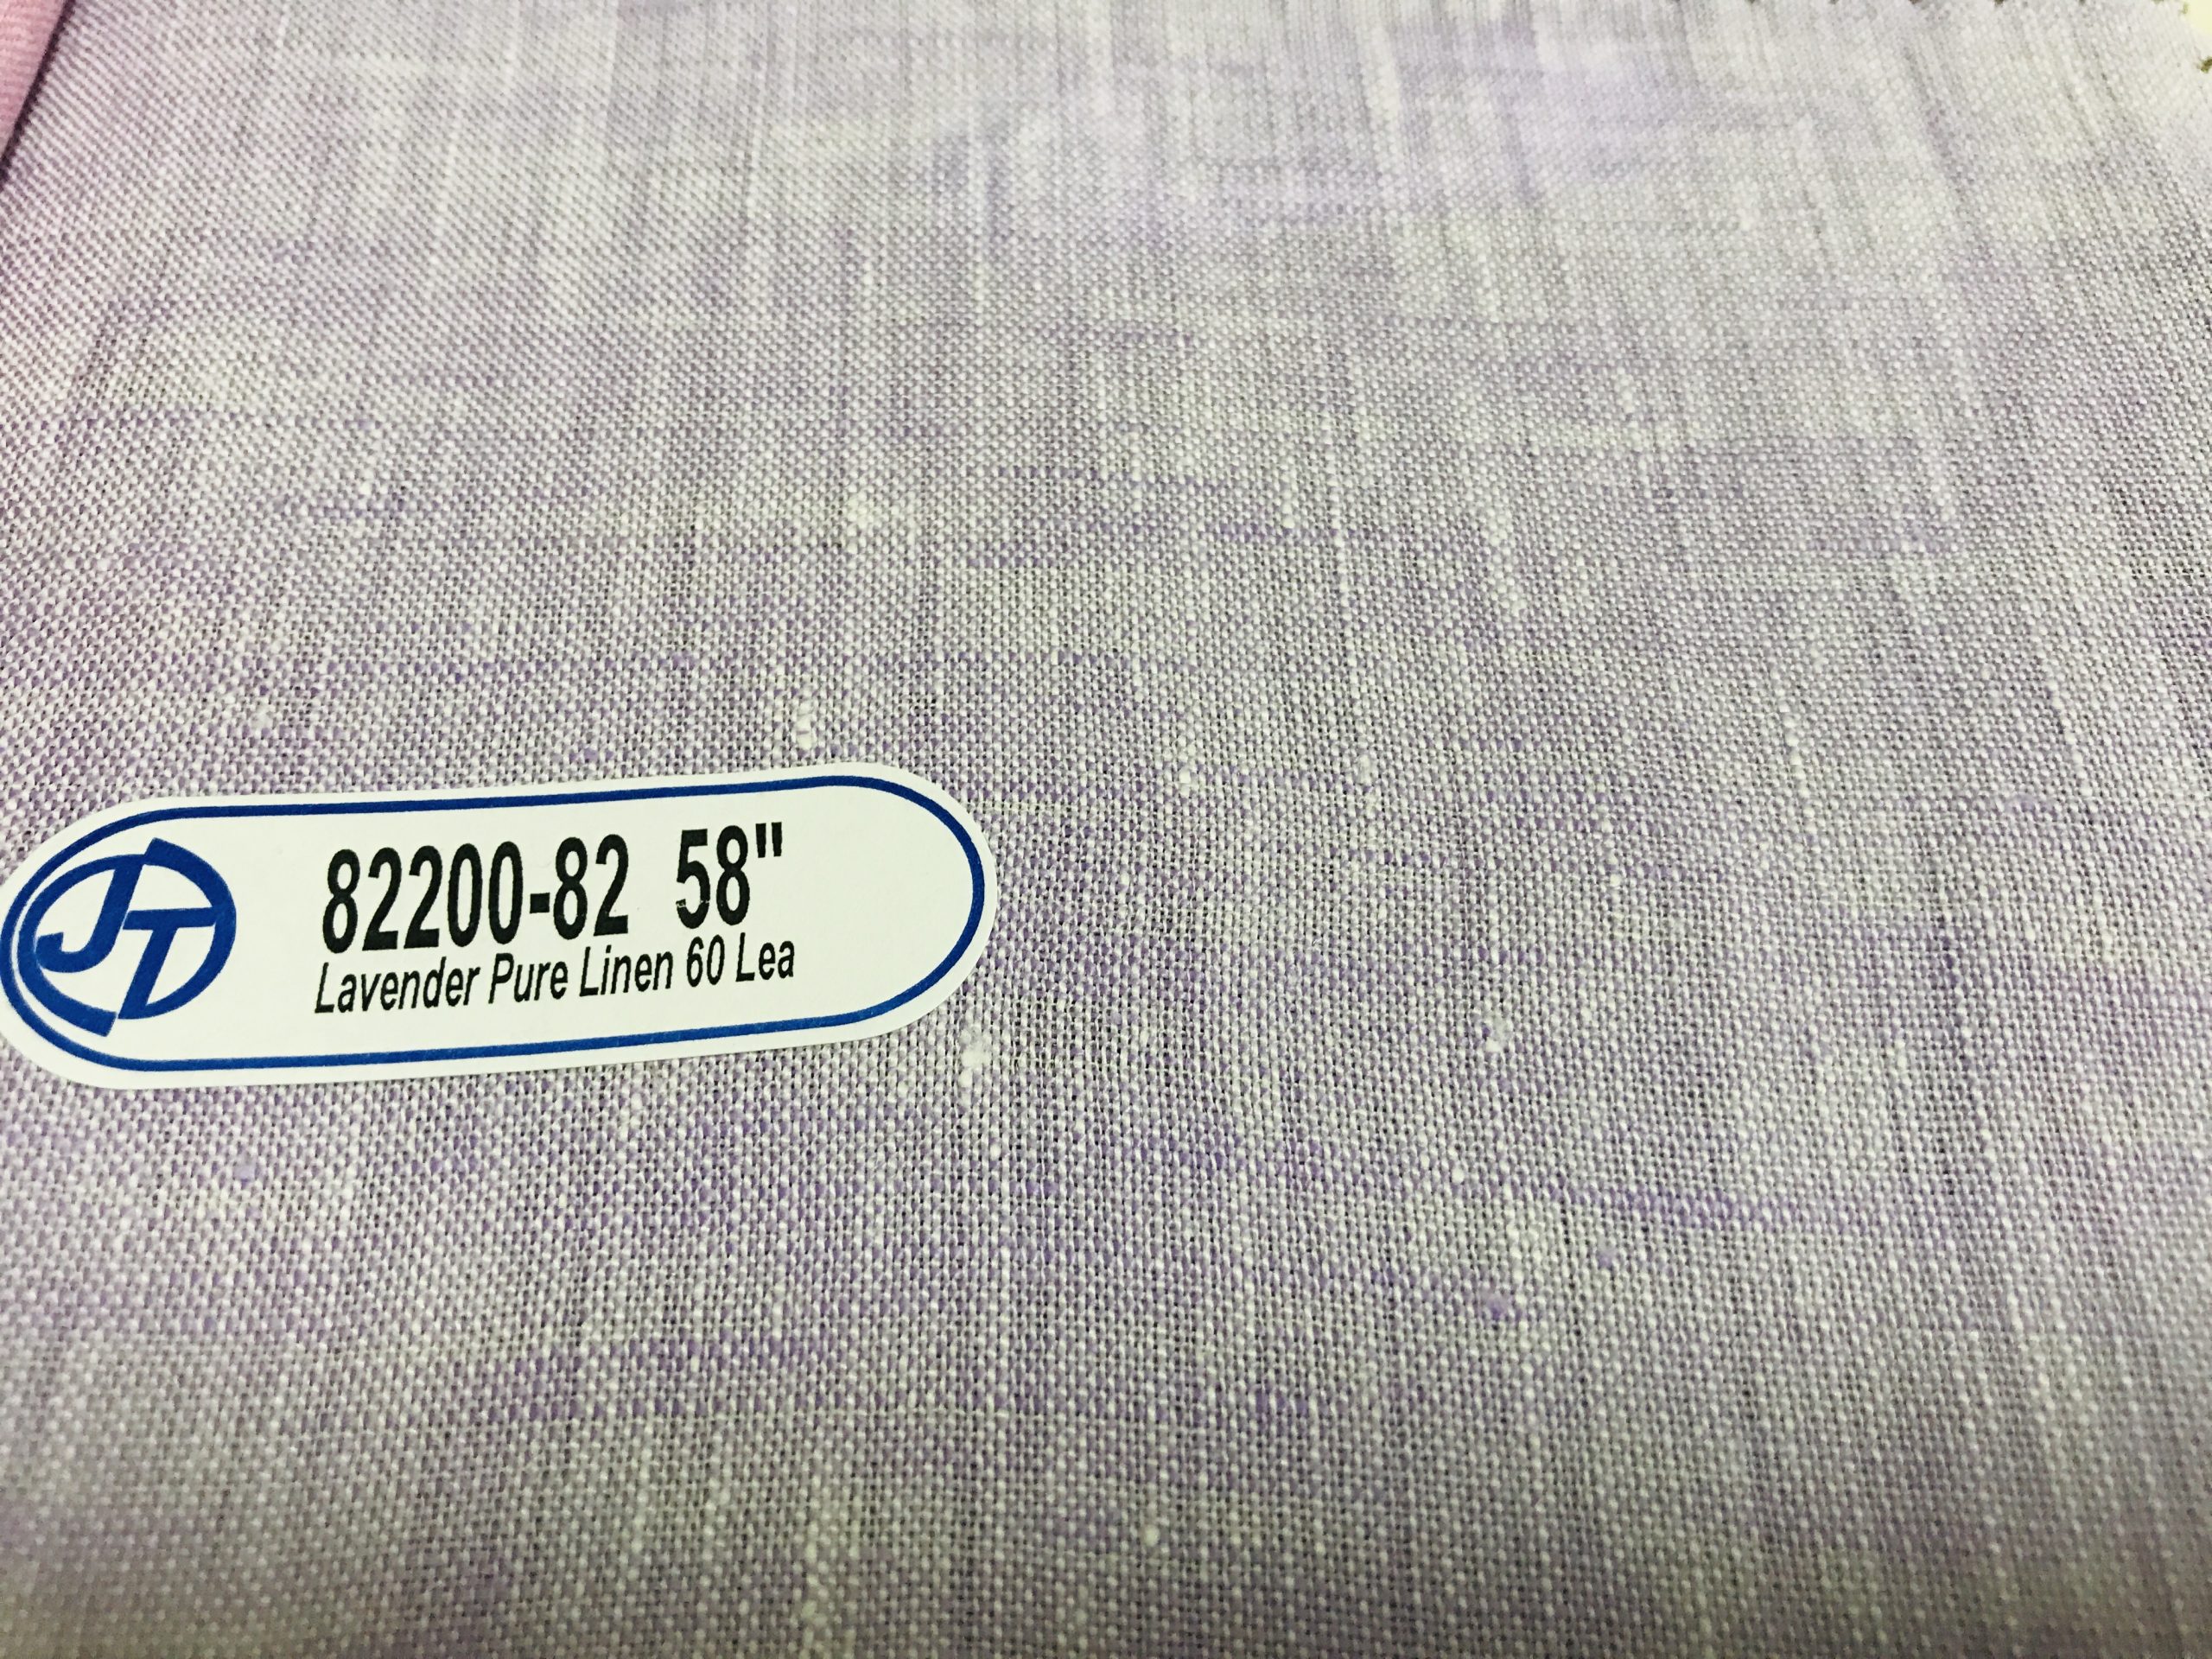 JT
82200-82 58"
Lavender Pure Linen 60 Lea